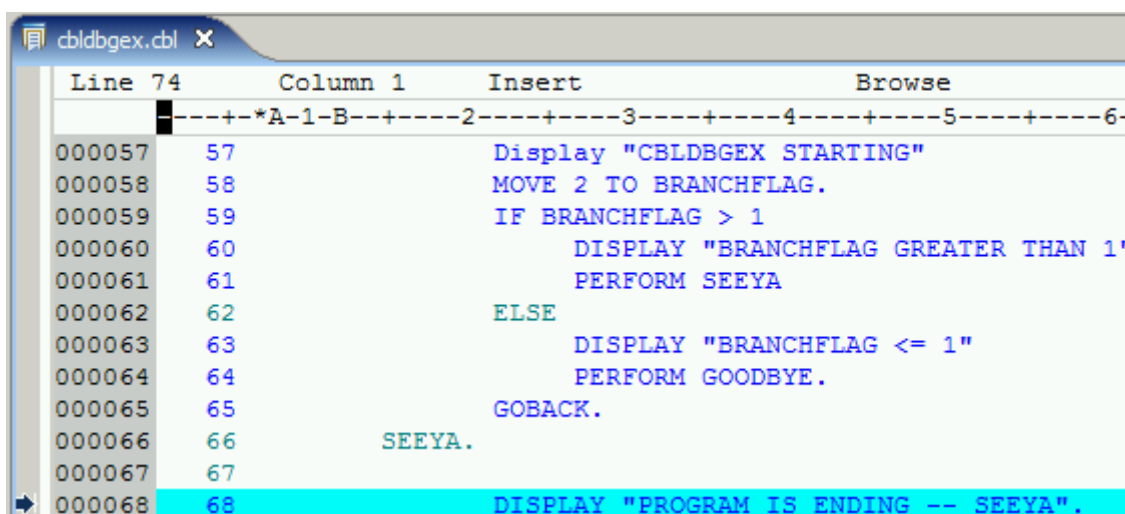 cbldbgex.cbl
Line 74 Column 1 Insert Browse
----+-*A-1-B--+----2----+----3----+----4----+----5----+----6-
000057 57 Display "CBLDBGEX STARTING"
000058 58 MOVE 2 TO BRANCHFLAG.
000059 59 IF BRANCHFLAG > 1
000060 60 DISPLAY "BRANCHFLAG GREATER THAN 1"
000061 61 PERFORM SEEYA
000062 62 ELSE
000063 63 DISPLAY "BRANCHFLAG <= 1"
000064 64 PERFORM GOODBYE.
000065 65 GOBACK.
000066 66 SEEYA.
000067 67
000068 68 DISPLAY "PROGRAM IS ENDING -- SEEYA".